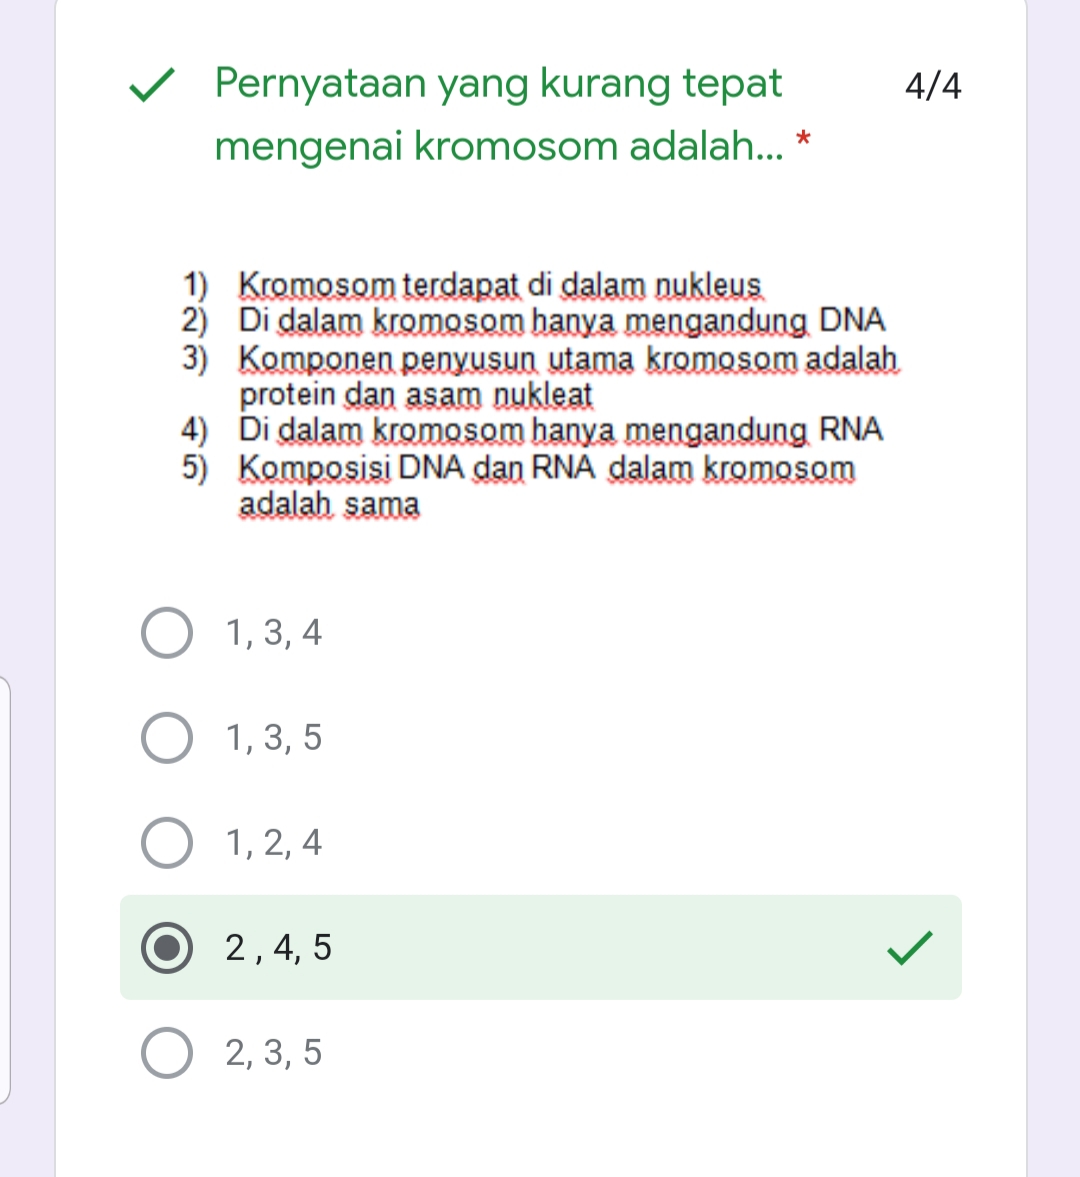 Pernyataan yang kurang tepat 4/4
mengenai kromosom adalah... *
1) Kromosom terdapat di dalam nukleus
2) Di dalam kromosom hanya mengandung DNA
3) Komponen penyusun utama kromosom adalah
protein dan asam nukleat
4) Di dalam kromosom hanya mengandung RNA
5) Komposisi DNA dan RNA dalam kromosom
adalah sama
1, 3, 4
1, 3, 5
1, 2, 4
2 , 4, 5
2, 3, 5